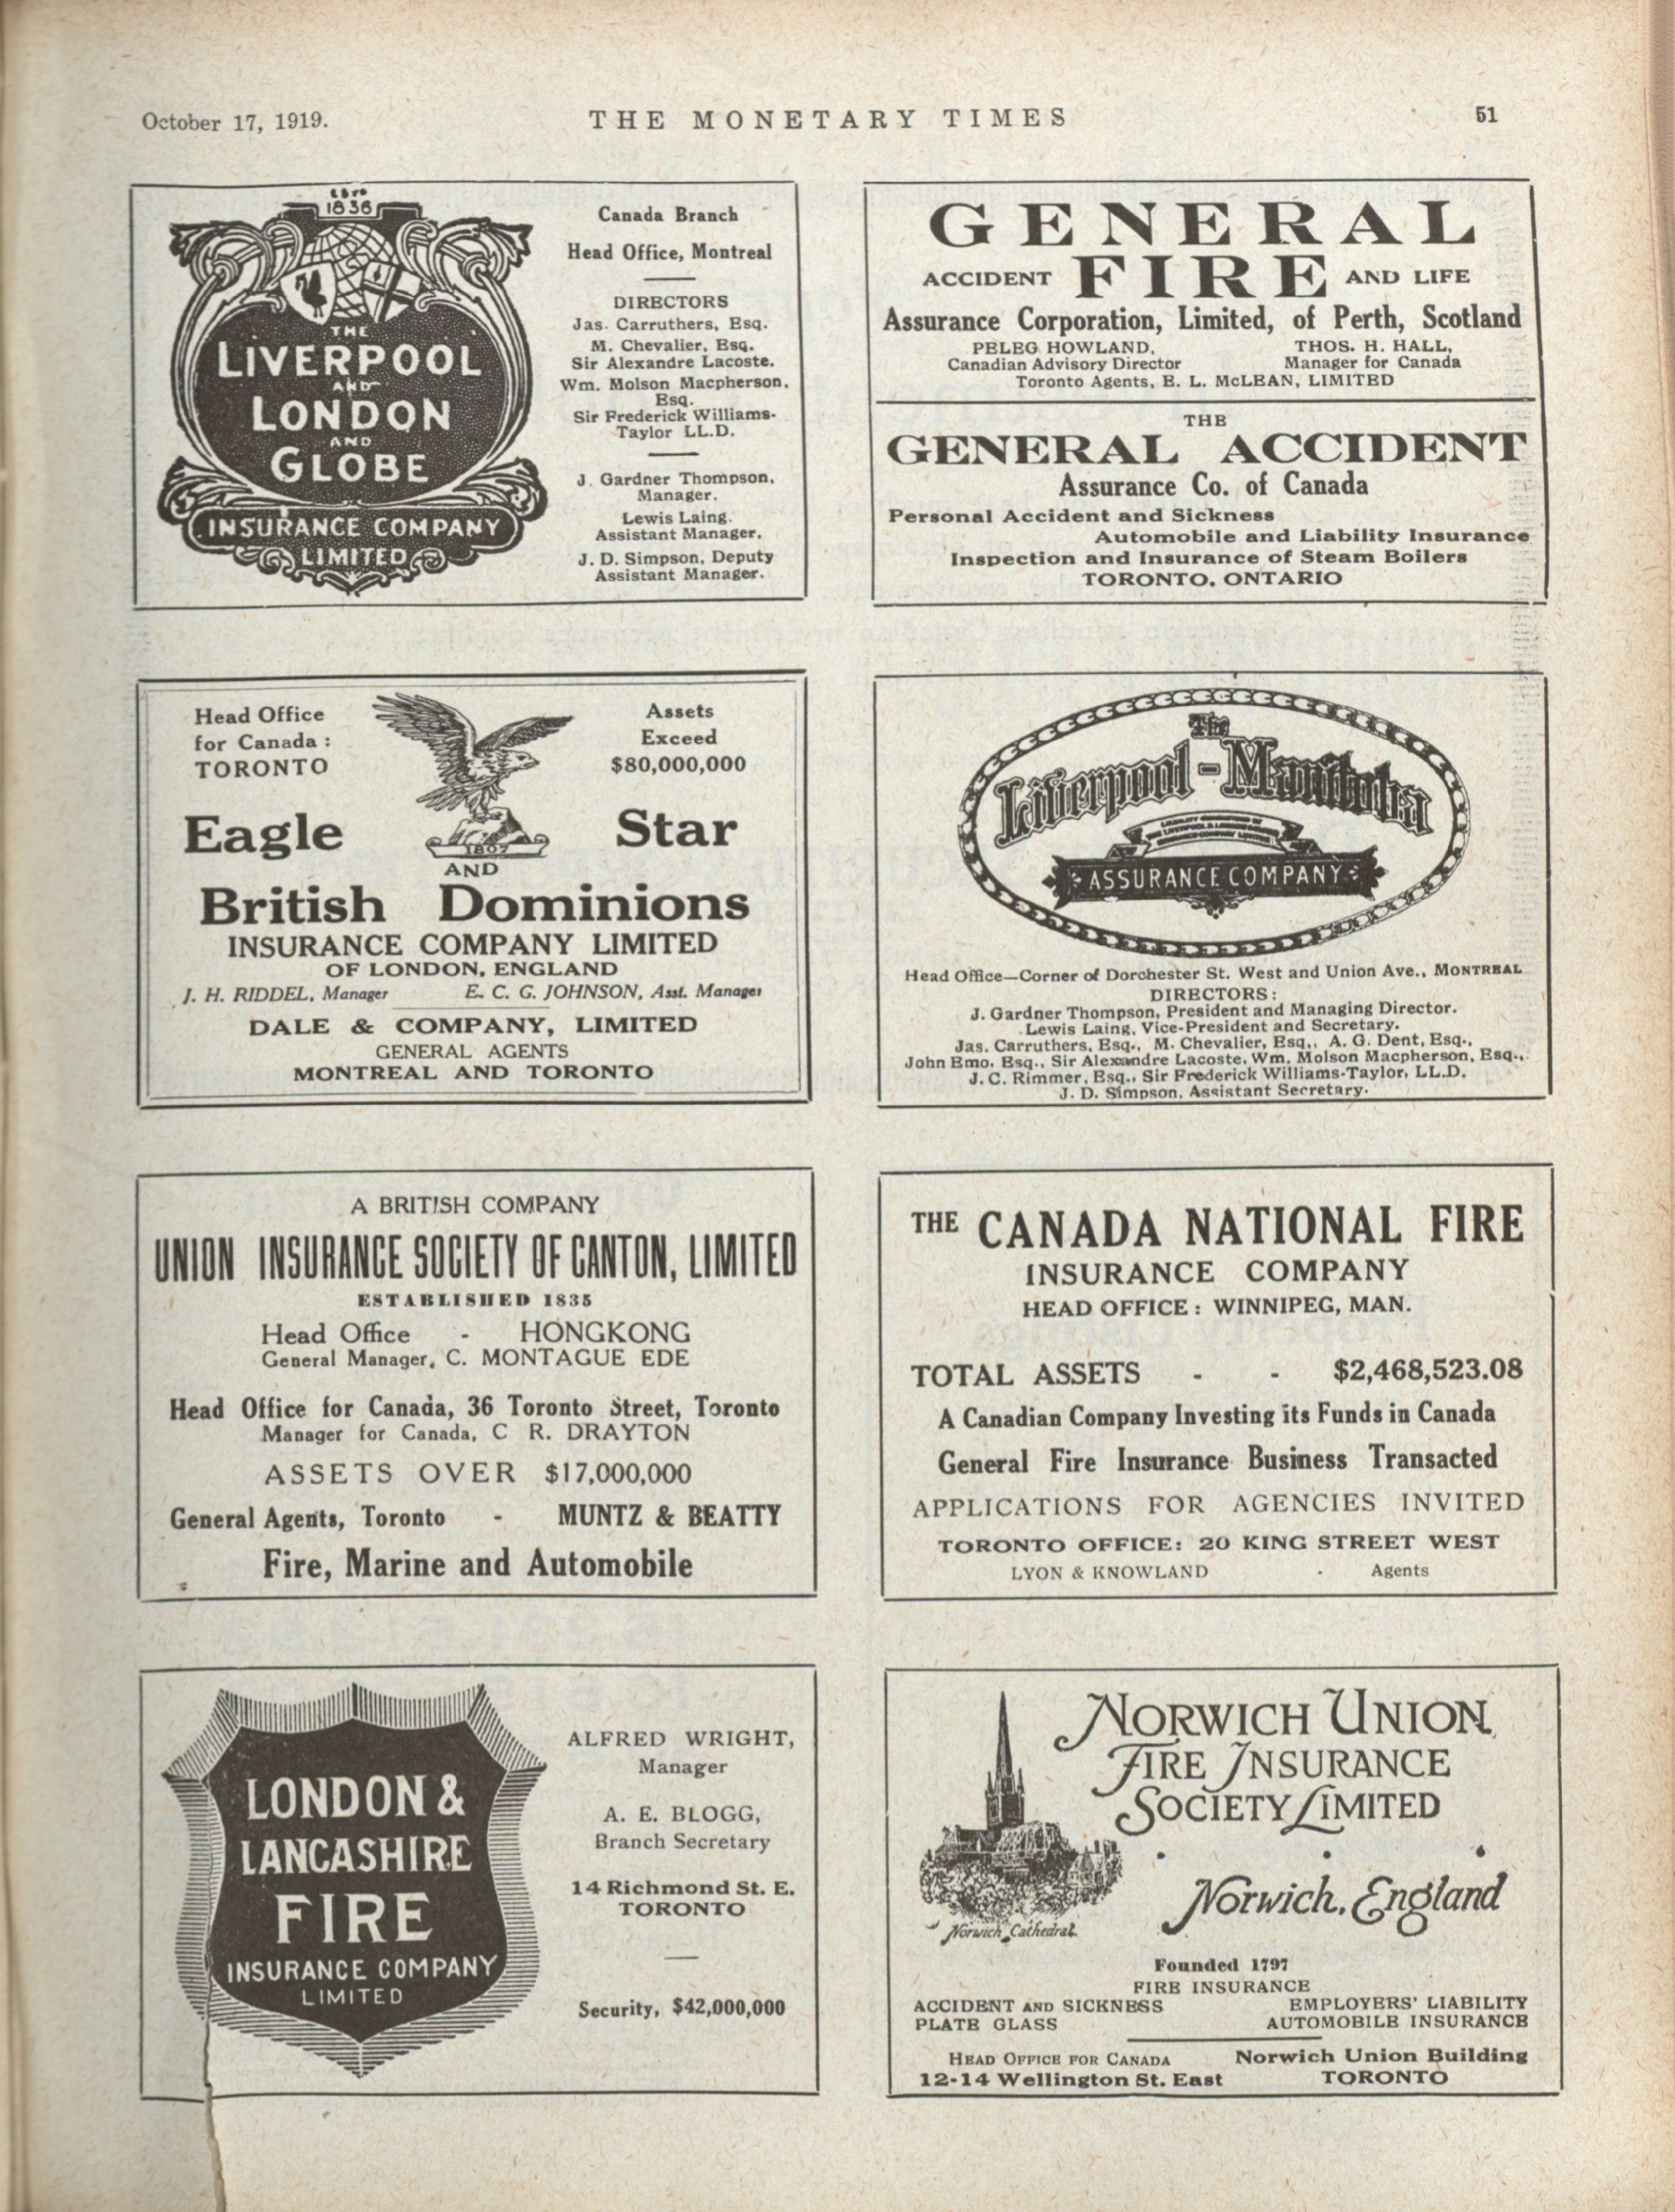 October 17, 1919.
THE MONETARY TIMES
51
ESTD
1836
THE
LIVERPOOL
AND
LONDON
AND
GLOBE
INSURANCE COMPANY
LIMITED
Canada Branch
Head Office, Montreal
DIRECTORS
Jas. Carruthers, Esq.
M. Chevalier, Esq.
Sir Alexandre Lacoste.
Wm. Molson Macpherson,
Esq.
Sir Frederick Williams-
Taylor LL.D.
J. Gardner Thompson,
Manager.
Lewis Laing.
Assistant Manager.
J. D. Simpson, Deputy
Assistant Manager.
GENERAL
ACCIDENT FIRE AND LIFE
Assurance Corporation, Limited, of Perth, Scotland
PELEG HOWLAND, THOS. H. HALL,
Canadian Advisory Director Manager for Canada
Toronto Agents, E. L. McLEAN, LIMITED
THE
GENERAL ACCIDENT
Assurance Co. of Canada
Personal Accident and Sickness
Automobile and Liability Insurance
Inspection and Insurance of Steam Boilers
TORONTO, ONTARIO
Head Office
for Canada :
TORONTO
Assets
Exceed
$80,000,000
1807
Eagle Star
AND
British Dominions
INSURANCE COMPANY LIMITED
OF LONDON, ENGLAND
J. H. RIDDEL, Manager E. C. G. JOHNSON, Asst. Manager
DALE & COMPANY, LIMITED
GENERAL AGENTS
MONTREAL AND TORONTO
The
Liverpool-Manitoba
ASSURANCE COMPANY
Head Office—Corner of Dorchester St. West and Union Ave., MONTREAL
DIRECTORS:
J. Gardner Thompson, President and Managing Director.
Lewis Laing, Vice-President and Secretary.
Jas. Carruthers, Esq., M. Chevalier, Esq., A. G. Dent, Esq.,
John Emo. Esq., Sir Alexandre Lacoste, Wm. Molson Macpherson, Esq.,
J. C. Rimmer, Esq., Sir Frederick Williams-Taylor, LL.D.
J. D. Simpson, Assistant Secretary.
A BRITISH COMPANY
UNION INSURANCE SOCIETY OF CANTON, LIMITED
ESTABLISHED 1835
Head Office - HONGKONG
General Manager, C. MONTAGUE EDE
Head Office for Canada, 36 Toronto Street, Toronto
Manager for Canada, C R. DRAYTON
ASSETS OVER $17,000,000
General Agents, Toronto - MUNTZ & BEATTY
Fire, Marine and Automobile
THE CANADA NATIONAL FIRE
INSURANCE COMPANY
HEAD OFFICE : WINNIPEG, MAN.
TOTAL ASSETS - - $2,468,523.08
A Canadian Company Investing its Funds in Canada
General Fire Insurance Business Transacted
APPLICATIONS FOR AGENCIES INVITED
TORONTO OFFICE: 20 KING STREET WEST
LYON & KNOWLAND - Agents
LONDON &
LANCASHIRE
FIRE
INSURANCE COMPANY
LIMITED
ALFRED WRIGHT,
Manager
A. E. BLOGG,
Branch Secretary
14 Richmond St. E.
TORONTO
Security, $42,000,000
NORWICH UNION
FIRE INSURANCE
SOCIETY LIMITED
Norwich, England
Norwich Cathedral.
Founded 1797
FIRE INSURANCE
ACCIDENT AND SICKNESS EMPLOYERS' LIABILITY
PLATE GLASS AUTOMOBILE INSURANCE
HEAD OFFICE FOR CANADA Norwich Union Building
12-14 Wellington St. East TORONTO